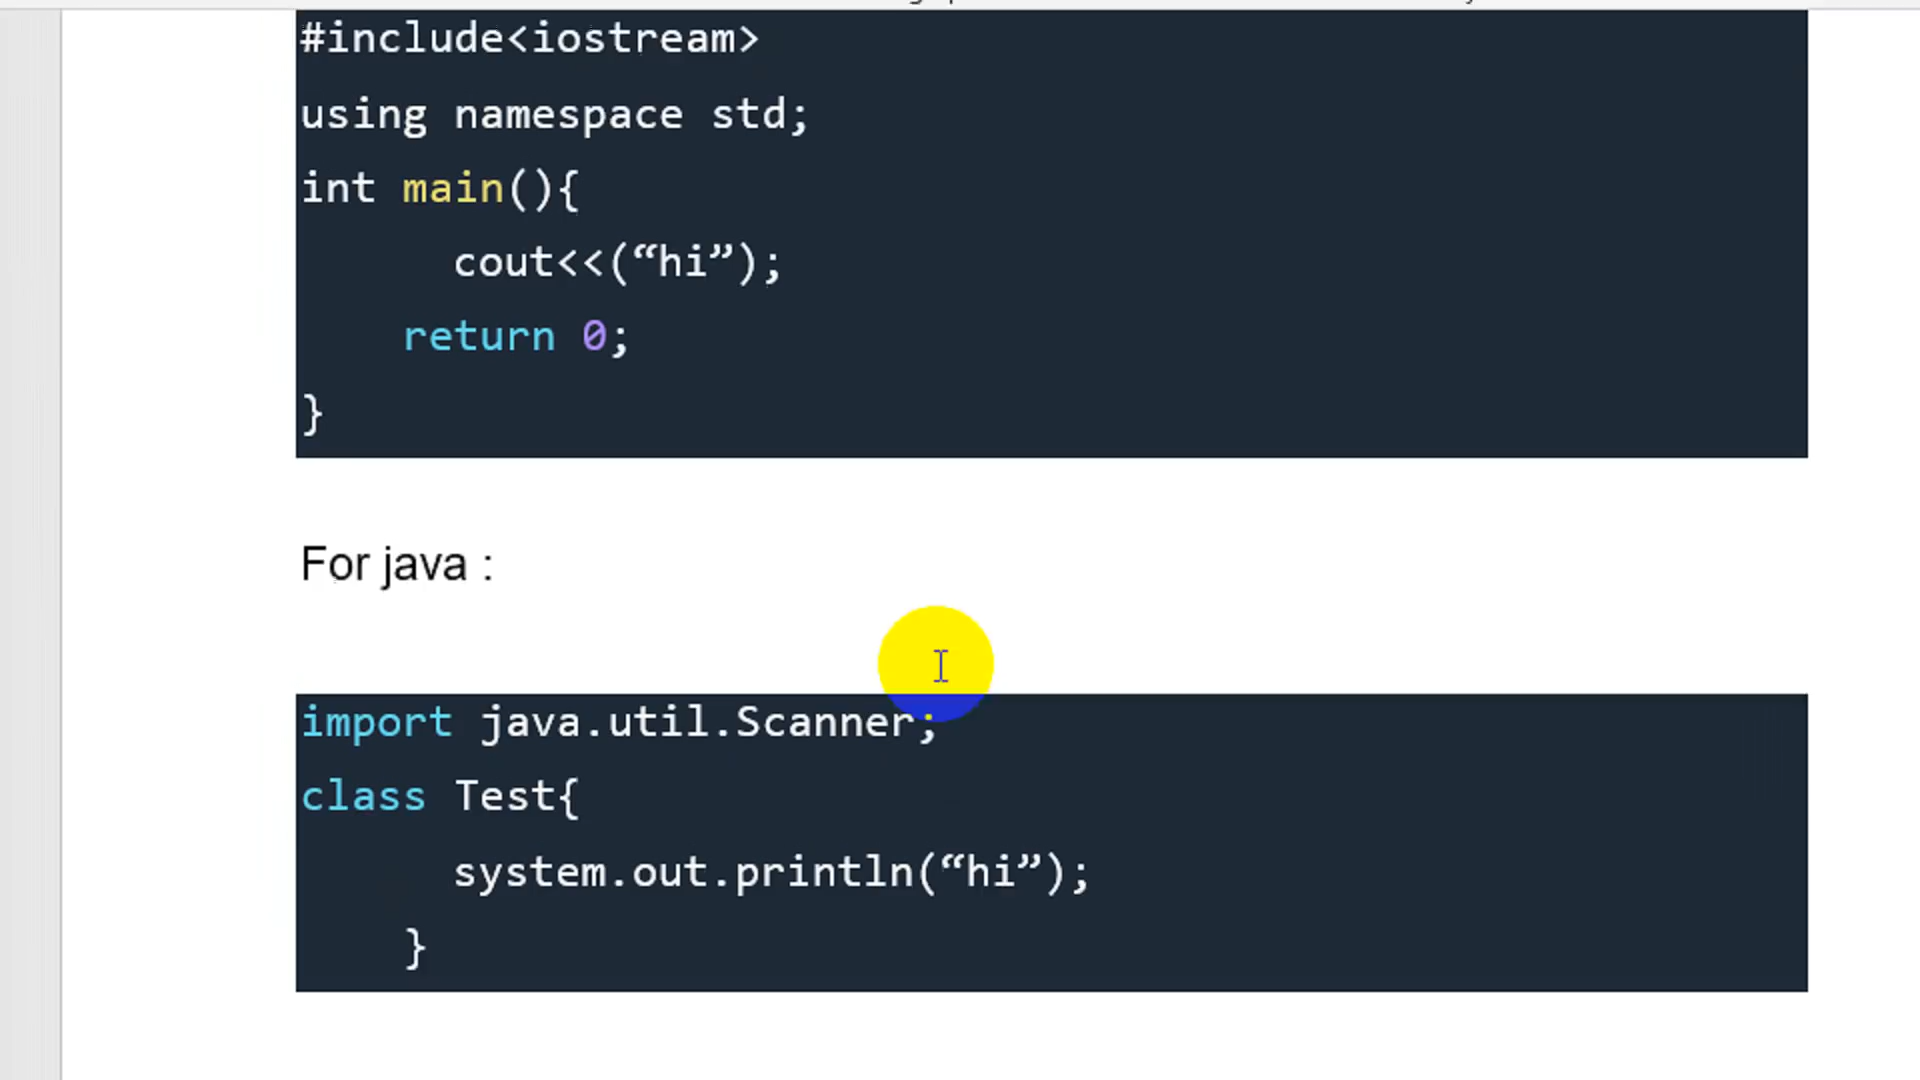 #include<iostream>
using namespace std;
int main(){
cout<<(“hi”);
return 0;
}
For java :
import java.util.Scanner;
class Test{
system.out.println(“hi”);
}